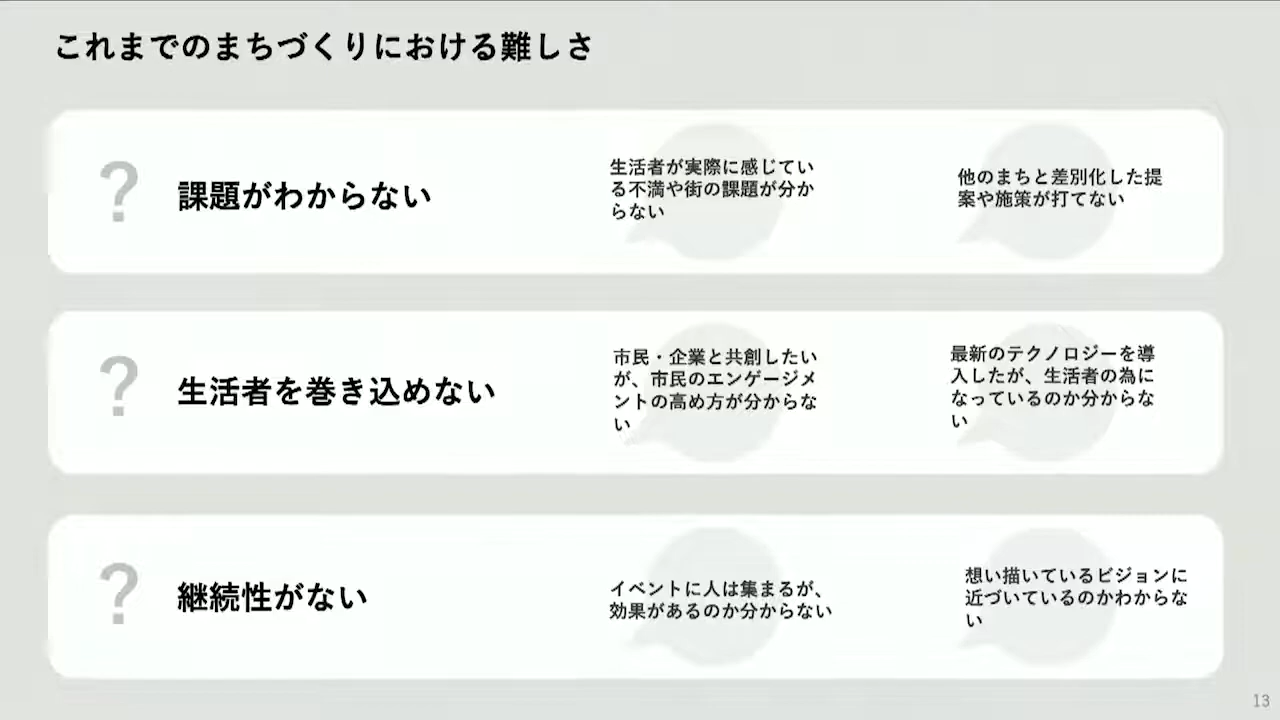 これまでのまちづくりにおける難しさ
?
課題がわからない
生活者が実際に感じてい
る不満や街の課題が分か
らない
他のまちと差別化した提
案や施策が打てない
?
生活者を巻き込めない
市民・企業と共創したい
が、市民のエンゲージメ
ントの高め方が分からな
い
最新のテクノロジーを導
入したが、生活者の為に
なっているのか分からな
い
?
継続性がない
イベントに人は集まるが、
効果があるのか分からない
想い描いているビジョンに
近づいているのかわからな
い
13